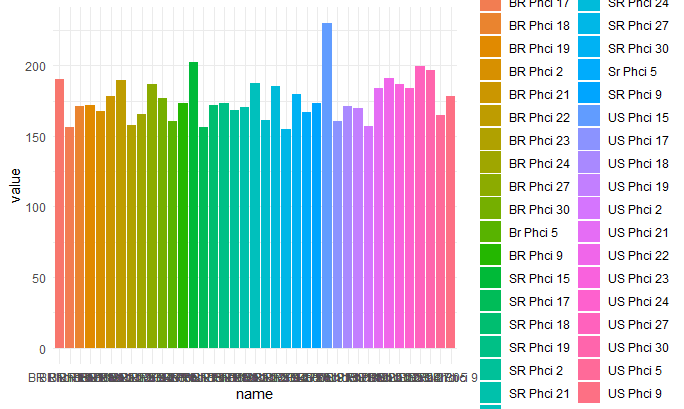 200
150
100
50
0
value
name
BR Phci 17
BR Phci 18
BR Phci 19
BR Phci 2
BR Phci 21
BR Phci 22
BR Phci 23
BR Phci 24
BR Phci 27
BR Phci 30
Br Phci 5
BR Phci 9
SR Phci 15
SR Phci 17
SR Phci 18
SR Phci 19
SR Phci 2
SR Phci 21
SR Phci 24
SR Phci 27
SR Phci 30
Sr Phci 5
SR Phci 9
US Phci 15
US Phci 17
US Phci 18
US Phci 19
US Phci 2
US Phci 21
US Phci 22
US Phci 23
US Phci 24
US Phci 27
US Phci 30
US Phci 5
US Phci 9